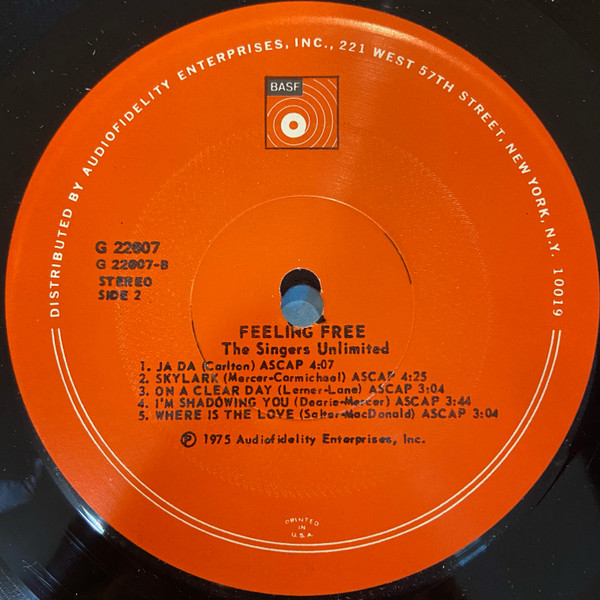 DISTRIBUTED BY AUDIOFIDELITY ENTERPRISES, INC., 221 WEST 57TH STREET, NEW YORK, N.Y. 10019
BASF
G 22007
G 22007-B
STEREO
SIDE 2
FEELING FREE
The Singers Unlimited
1. JA DA (Carlton) ASCAP 4:07
2. SKYLARK (Mercer-Carmichael) ASCAP 4:25
3. ON A CLEAR DAY (Lerner-Lane) ASCAP 3:04
4. I'M SHADOWING YOU (Dearie-Mercer) ASCAP 3:44
5. WHERE IS THE LOVE (Salter-MacDonald) ASCAP 3:04
℗ 1975 Audiofidelity Enterprises, Inc.
PRINTED
IN
U.S.A.